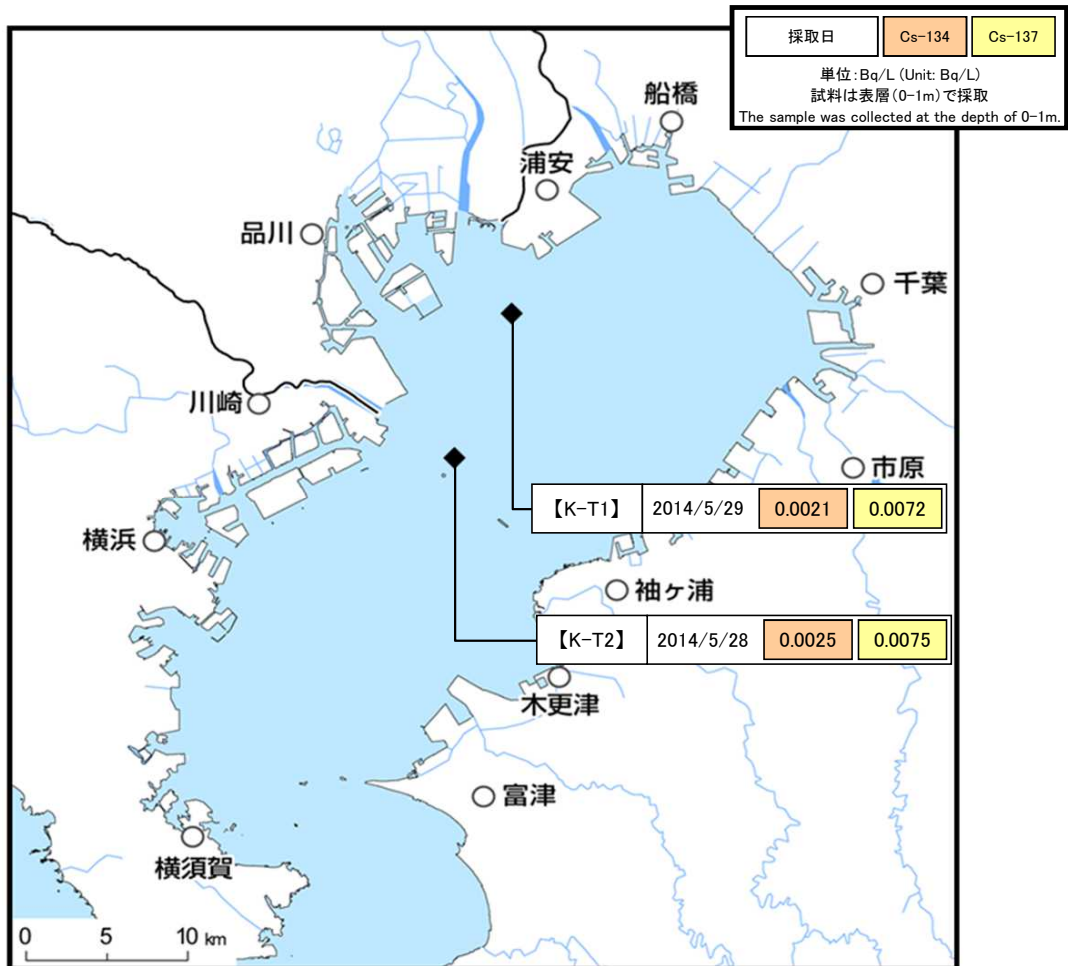 採取日 Cs-134 Cs-137
単位:Bq/L (Unit: Bq/L)
試料は表層(0-1m)で採取
The sample was collected at the depth of 0-1m.
船橋
浦安
品川
千葉
川崎
市原
【K-T1】 2014/5/29 0.0021 0.0072
横浜
袖ヶ浦
【K-T2】 2014/5/28 0.0025 0.0075
木更津
富津
横須賀
0 5 10 km